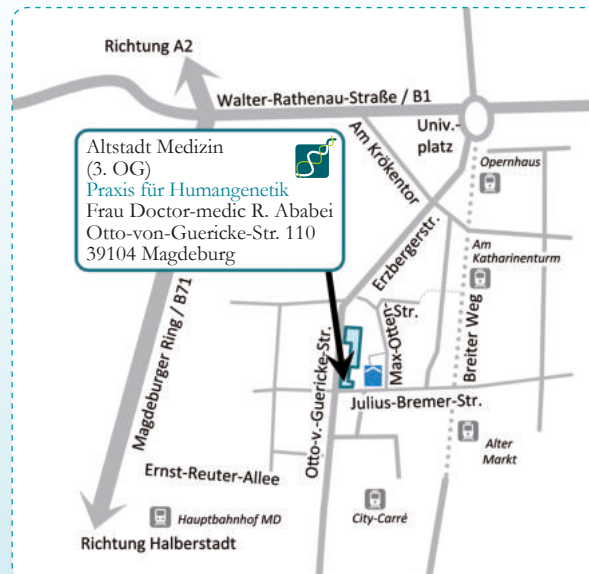 Richtung A2
Walter-Rathenau-Straße / B1
Univ.-
platz
Am Krökentor
Opernhaus
Altstadt Medizin
(3. OG)
Praxis für Humangenetik
Frau Doctor-medic R. Ababei
Otto-von-Guericke-Str. 110
39104 Magdeburg
Erzbergerstr.
Am
Katharinenturm
Magdeburger Ring / B71
Otto-v.-Guericke-Str.
Max-Otten-
Str.
Breiter Weg
Julius-Bremer-Str.
Alter
Markt
Ernst-Reuter-Allee
Hauptbahnhof MD
City-Carré
Richtung Halberstadt